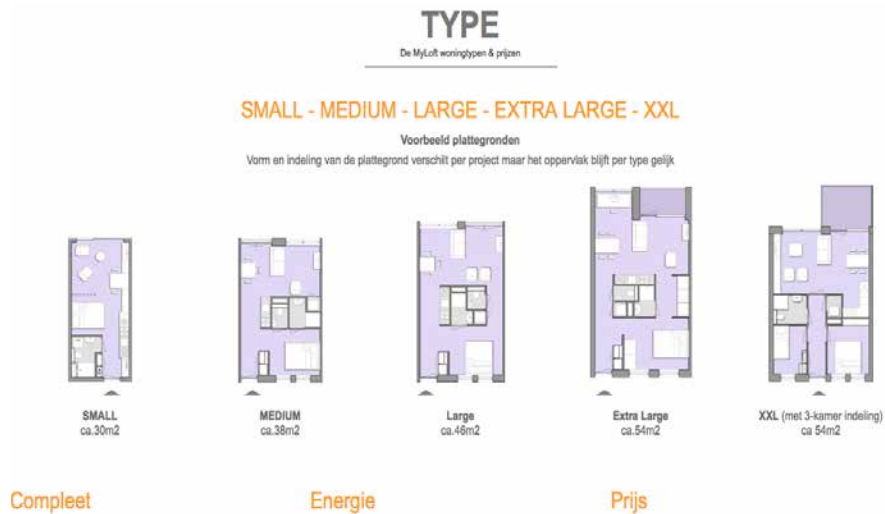 TYPE
De MyLoft woningtypen & prijzen
SMALL - MEDIUM - LARGE - EXTRA LARGE - XXL
Voorbeeld plattegronden
Vorm en indeling van de plattegrond verschilt per project maar het oppervlak blijft per type gelijk
SMALL
ca.30m2
MEDIUM
ca.38m2
Large
ca.46m2
Extra Large
ca.54m2
XXL (met 3-kamer indeling)
ca 54m2
Compleet
Energie
Prijs